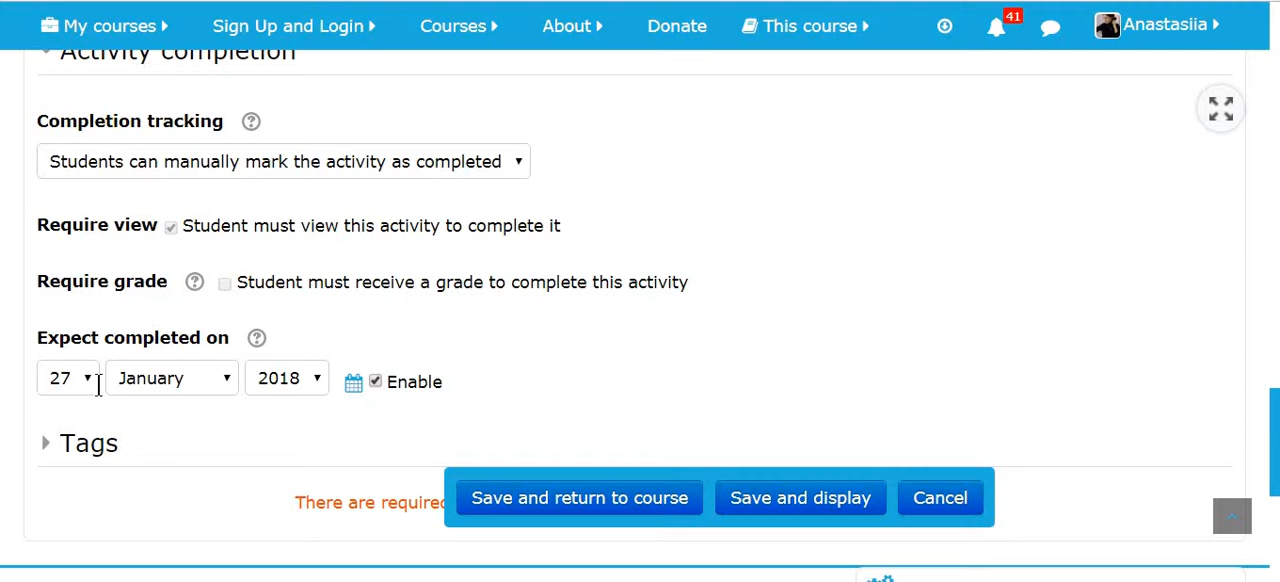 My courses Sign Up and Login Courses About Donate This course 41 Anastasiia
Activity completion
Completion tracking
Students can manually mark the activity as completed
Require view Student must view this activity to complete it
Require grade Student must receive a grade to complete this activity
Expect completed on
27 January 2018 Enable
Tags
There are required
Save and return to course Save and display Cancel